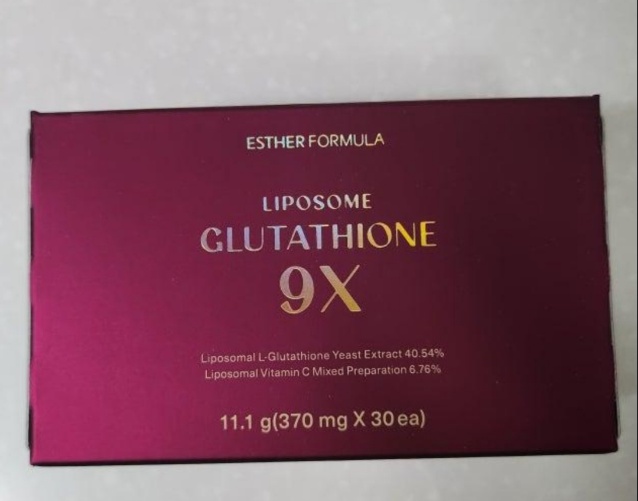 ESTHER FORMULA
LIPOSOME
GLUTATHIONE
9X
Liposomal L-Glutathione Yeast Extract 40.54%
Liposomal Vitamin C Mixed Preparation 6.76%
11.1 g(370 mg X 30 ea)